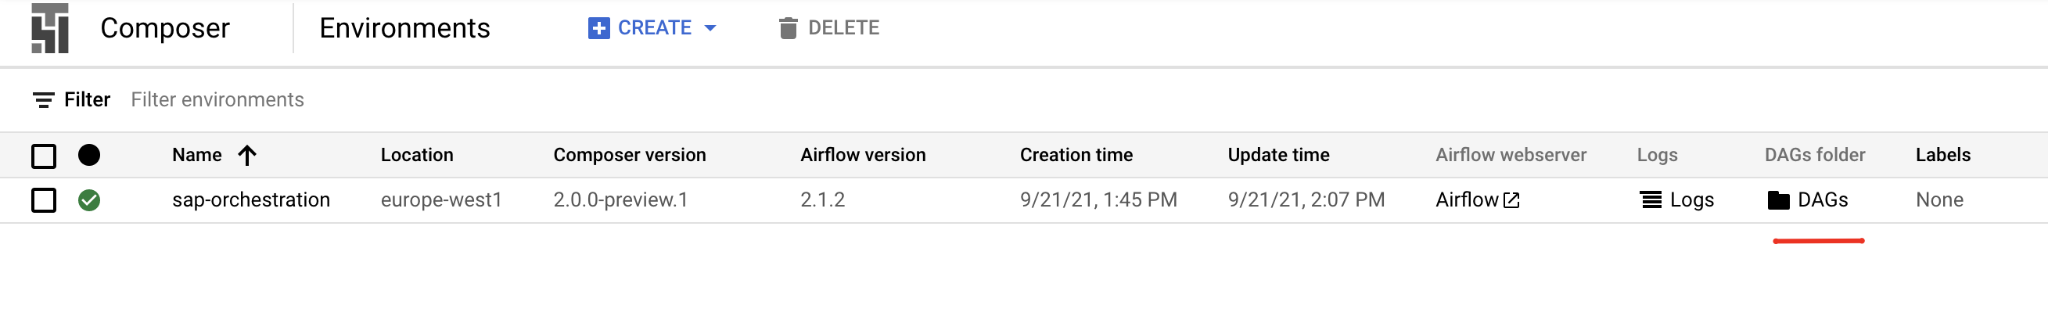 Composer Environments CREATE DELETE
Filter Filter environments
Name Location Composer version Airflow version Creation time Update time Airflow webserver Logs DAGs folder Labels
sap-orchestration europe-west1 2.0.0-preview.1 2.1.2 9/21/21, 1:45 PM 9/21/21, 2:07 PM Airflow Logs DAGs None